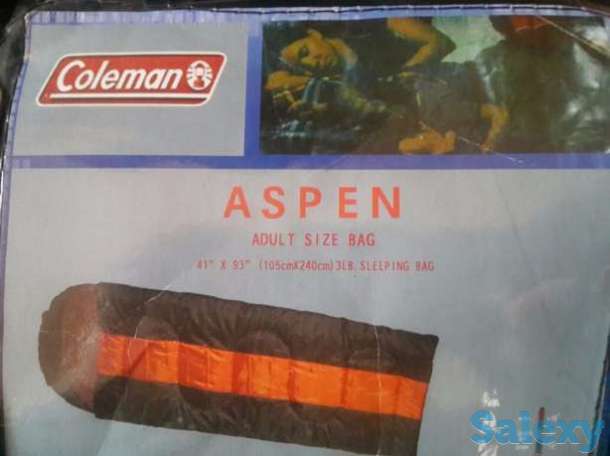 Coleman
ASPEN
ADULT SIZE BAG
41" X 93" (105cmX240cm) 3LB. SLEEPING BAG
Salexy